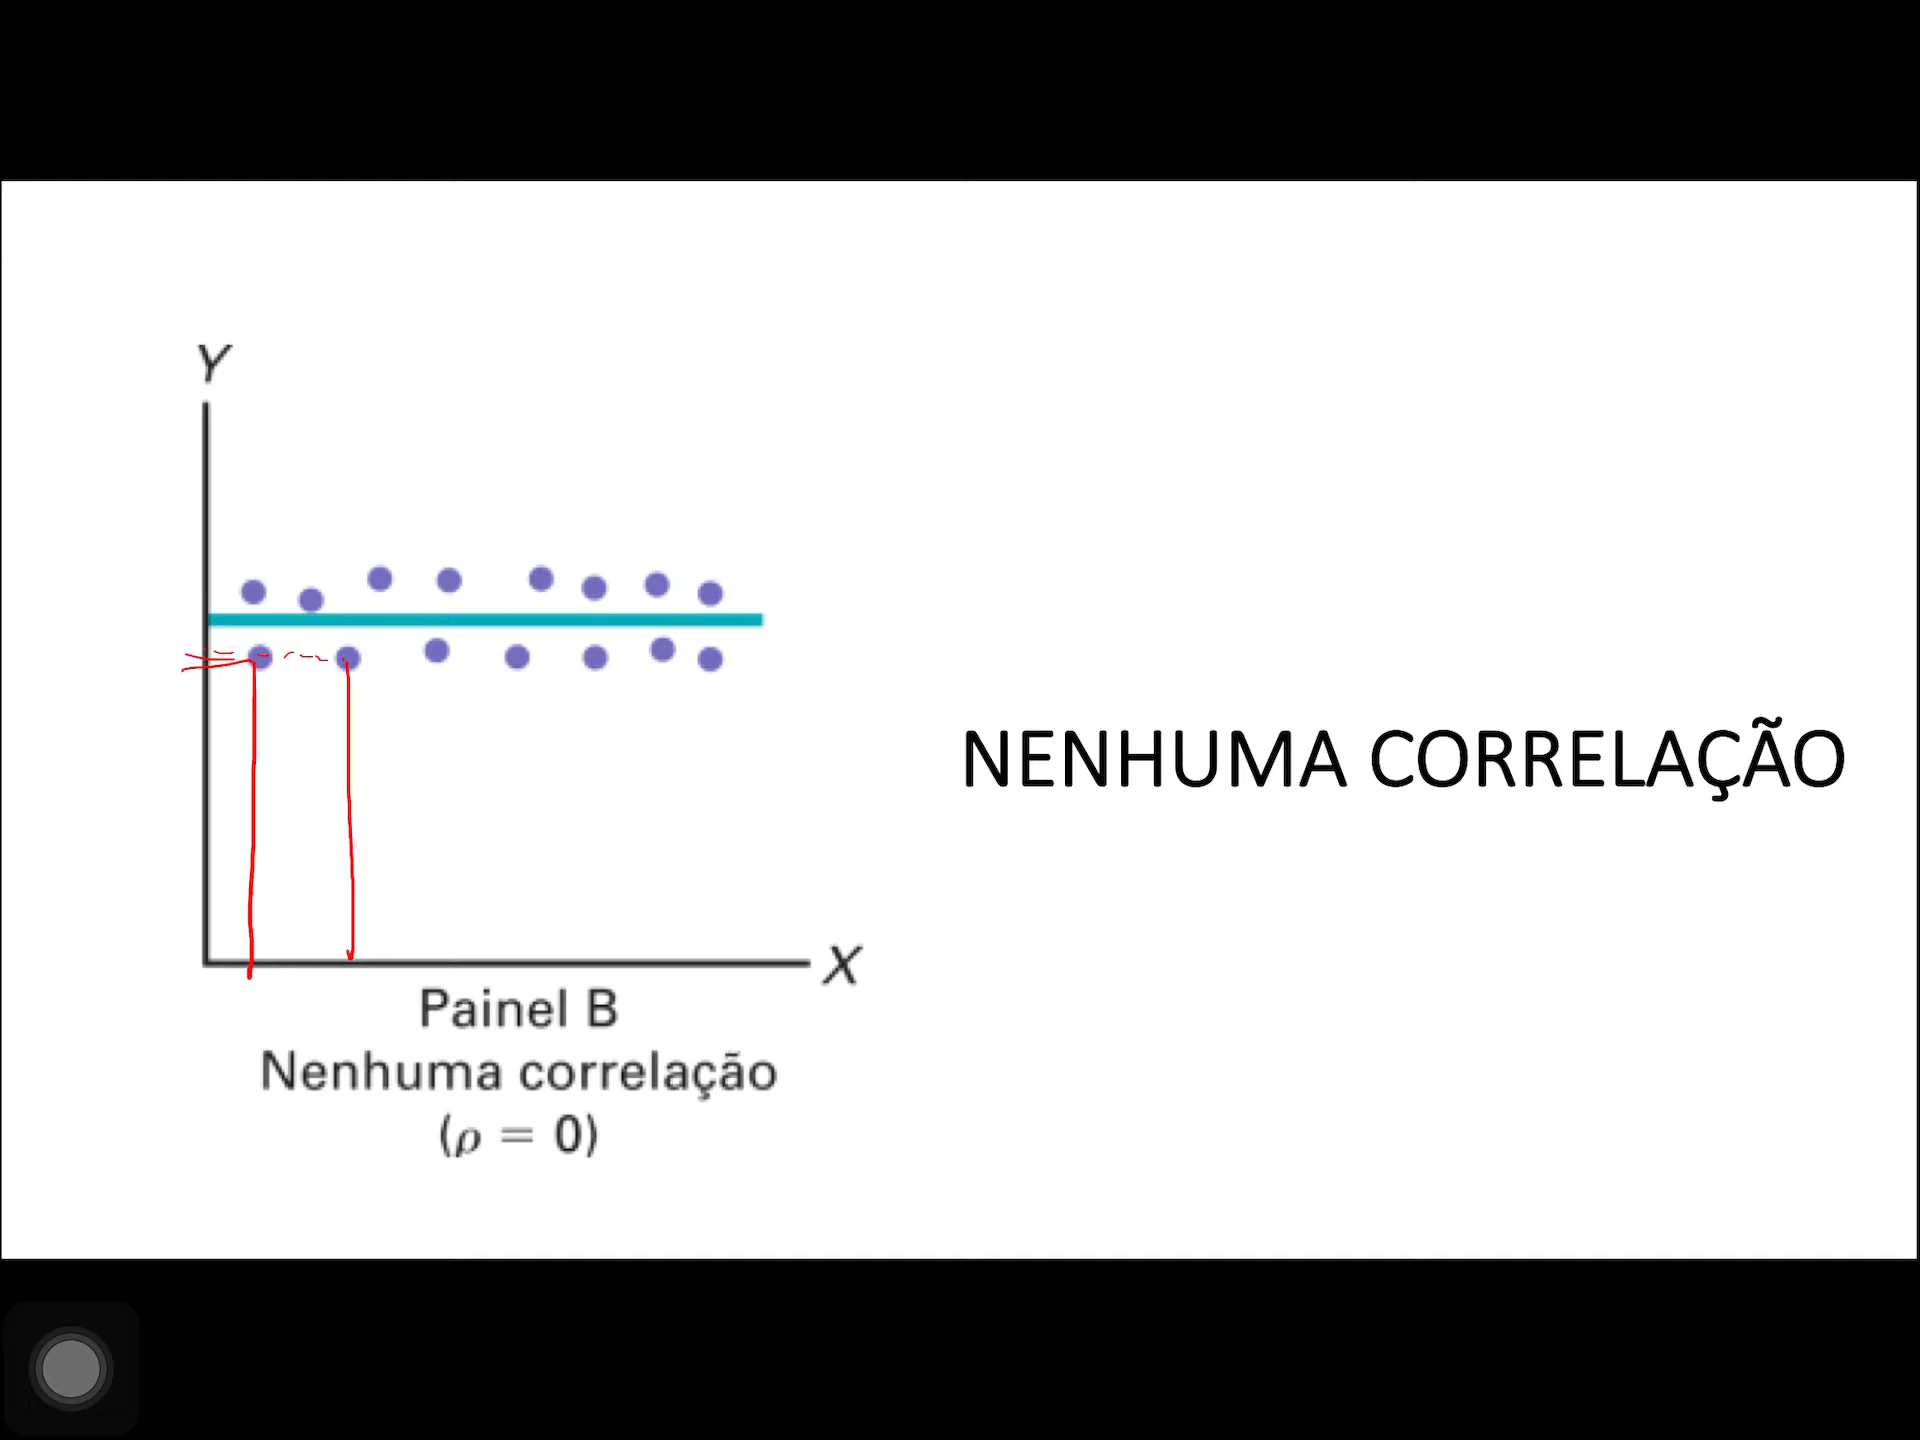 Y
NENHUMA CORRELAÇÃO
X
Painel B
Nenhuma correlação
(ρ = 0)